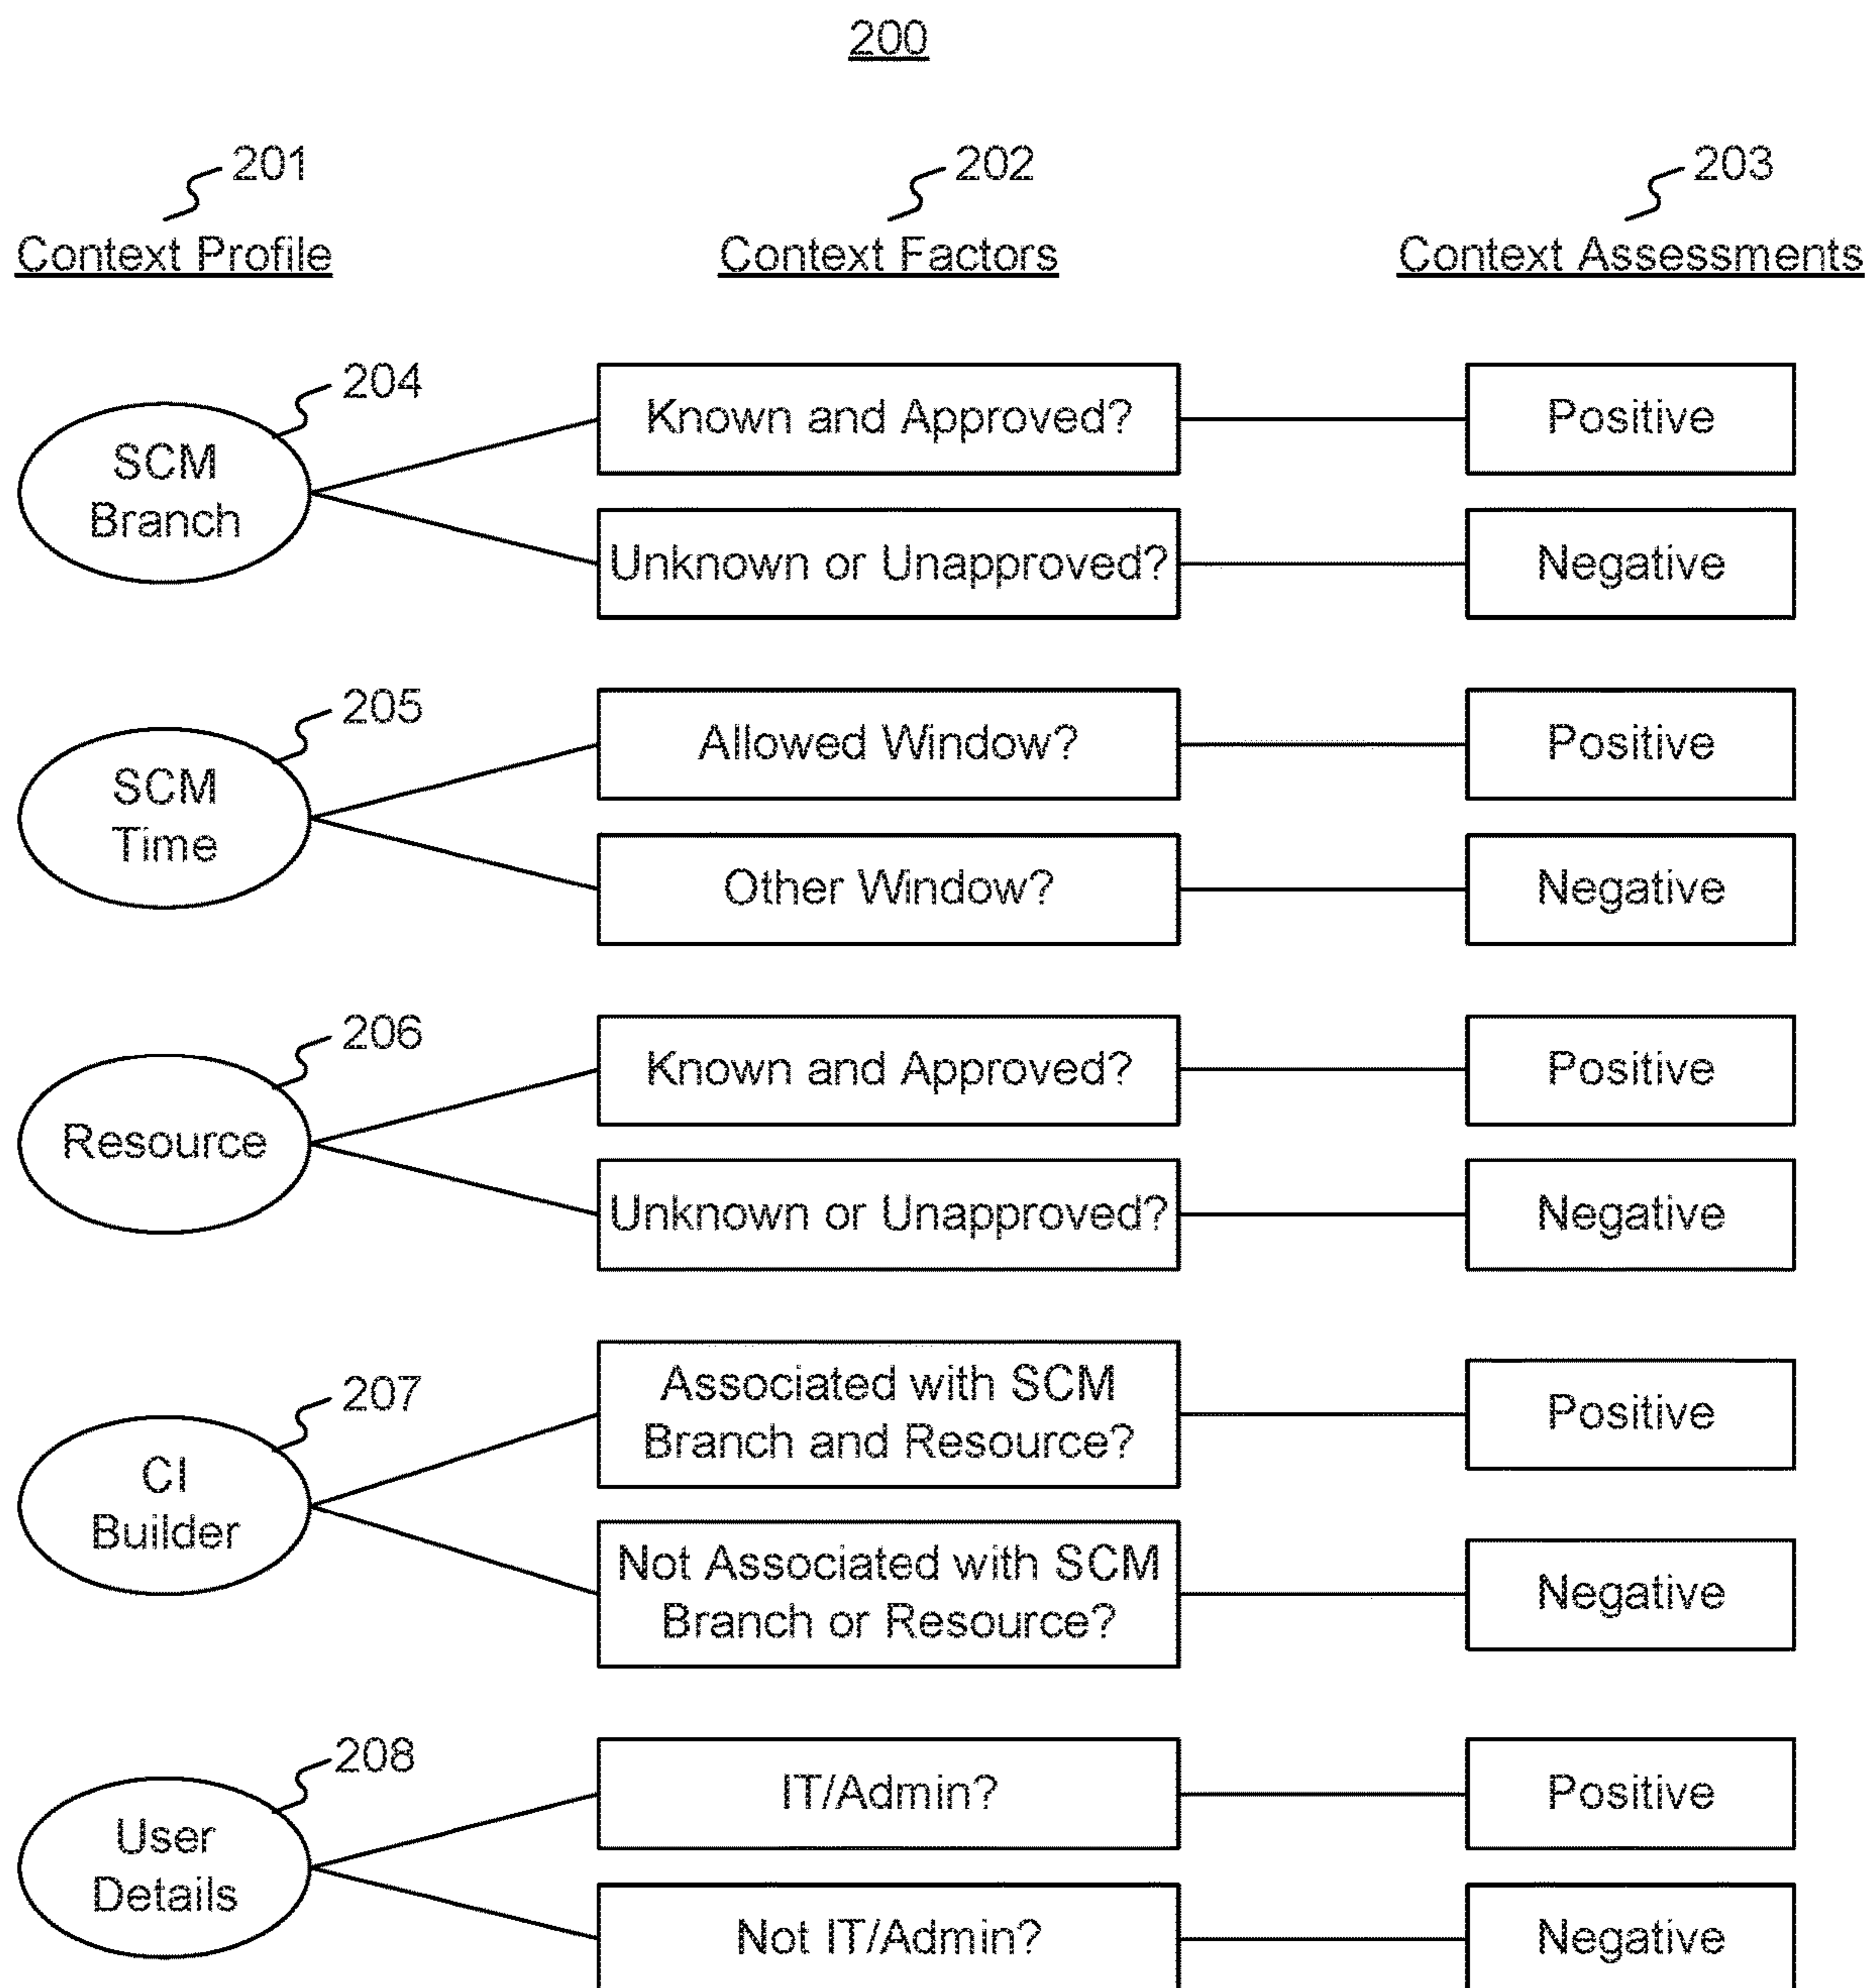 200
201
202
203
Context Profile
Context Factors
Context Assessments
204
SCM
Branch
Known and Approved?
Positive
Unknown or Unapproved?
Negative
205
SCM
Time
Allowed Window?
Positive
Other Window?
Negative
206
Resource
Known and Approved?
Positive
Unknown or Unapproved?
Negative
207
CI
Builder
Associated with SCM
Branch and Resource?
Positive
Not Associated with SCM
Branch or Resource?
Negative
208
User
Details
IT/Admin?
Positive
Not IT/Admin?
Negative